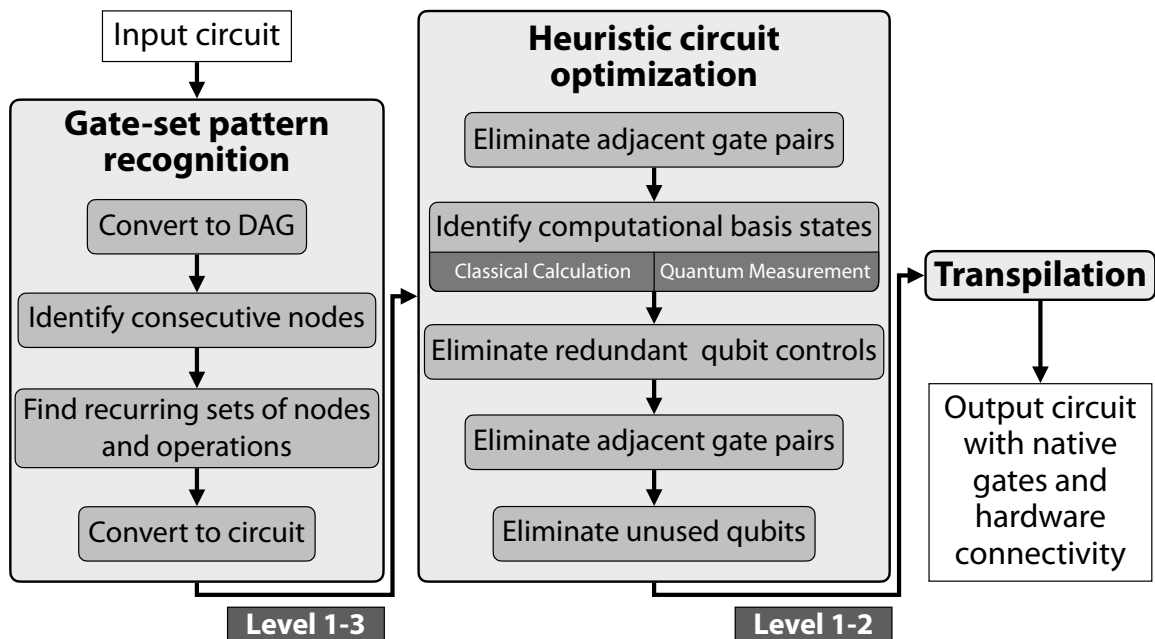 Input circuit
Gate-set pattern
recognition
Convert to DAG
Identify consecutive nodes
Find recurring sets of nodes
and operations
Convert to circuit
Level 1-3
Heuristic circuit
optimization
Eliminate adjacent gate pairs
Identify computational basis states
Classical Calculation
Quantum Measurement
Eliminate redundant qubit controls
Eliminate adjacent gate pairs
Eliminate unused qubits
Level 1-2
Transpilation
Output circuit
with native
gates and
hardware
connectivity